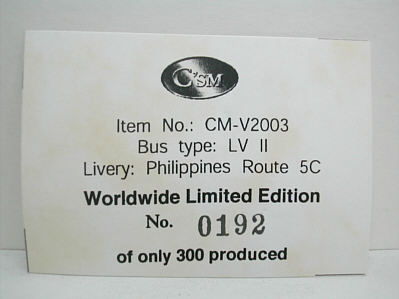 C'SM
Item No.: CM-V2003
Bus type: LV II
Livery: Philippines Route 5C
Worldwide Limited Edition
No. 0192
of only 300 produced